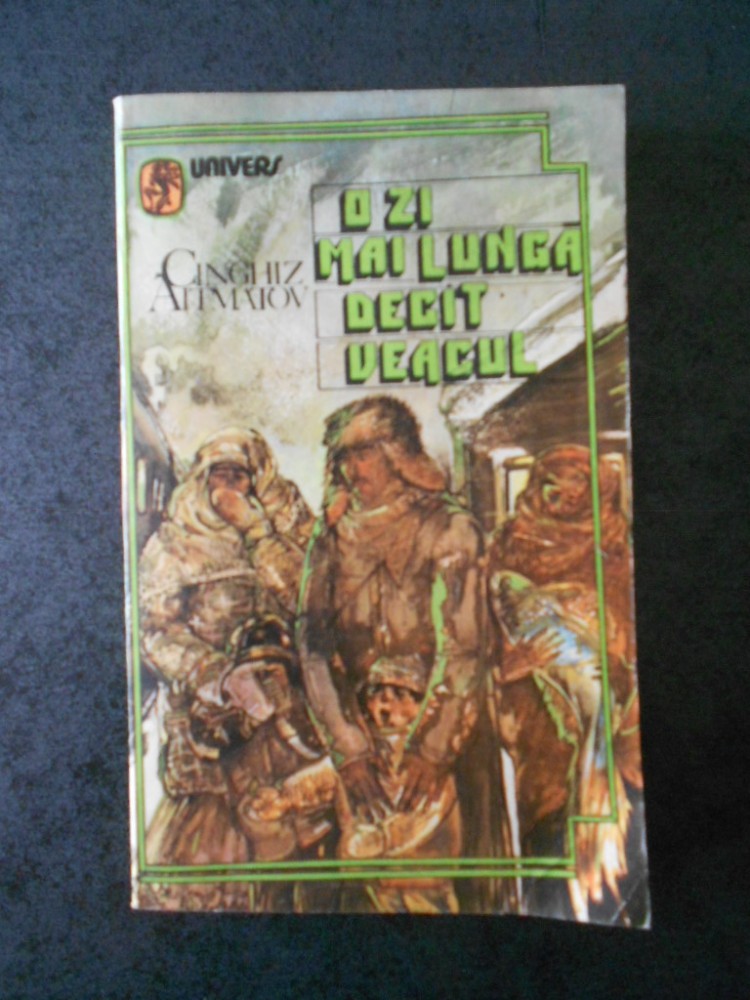 UNIVERS
O ZI
MAI LUNGA
DECIT
VEACUL
CINGHIZ
AITMATOV